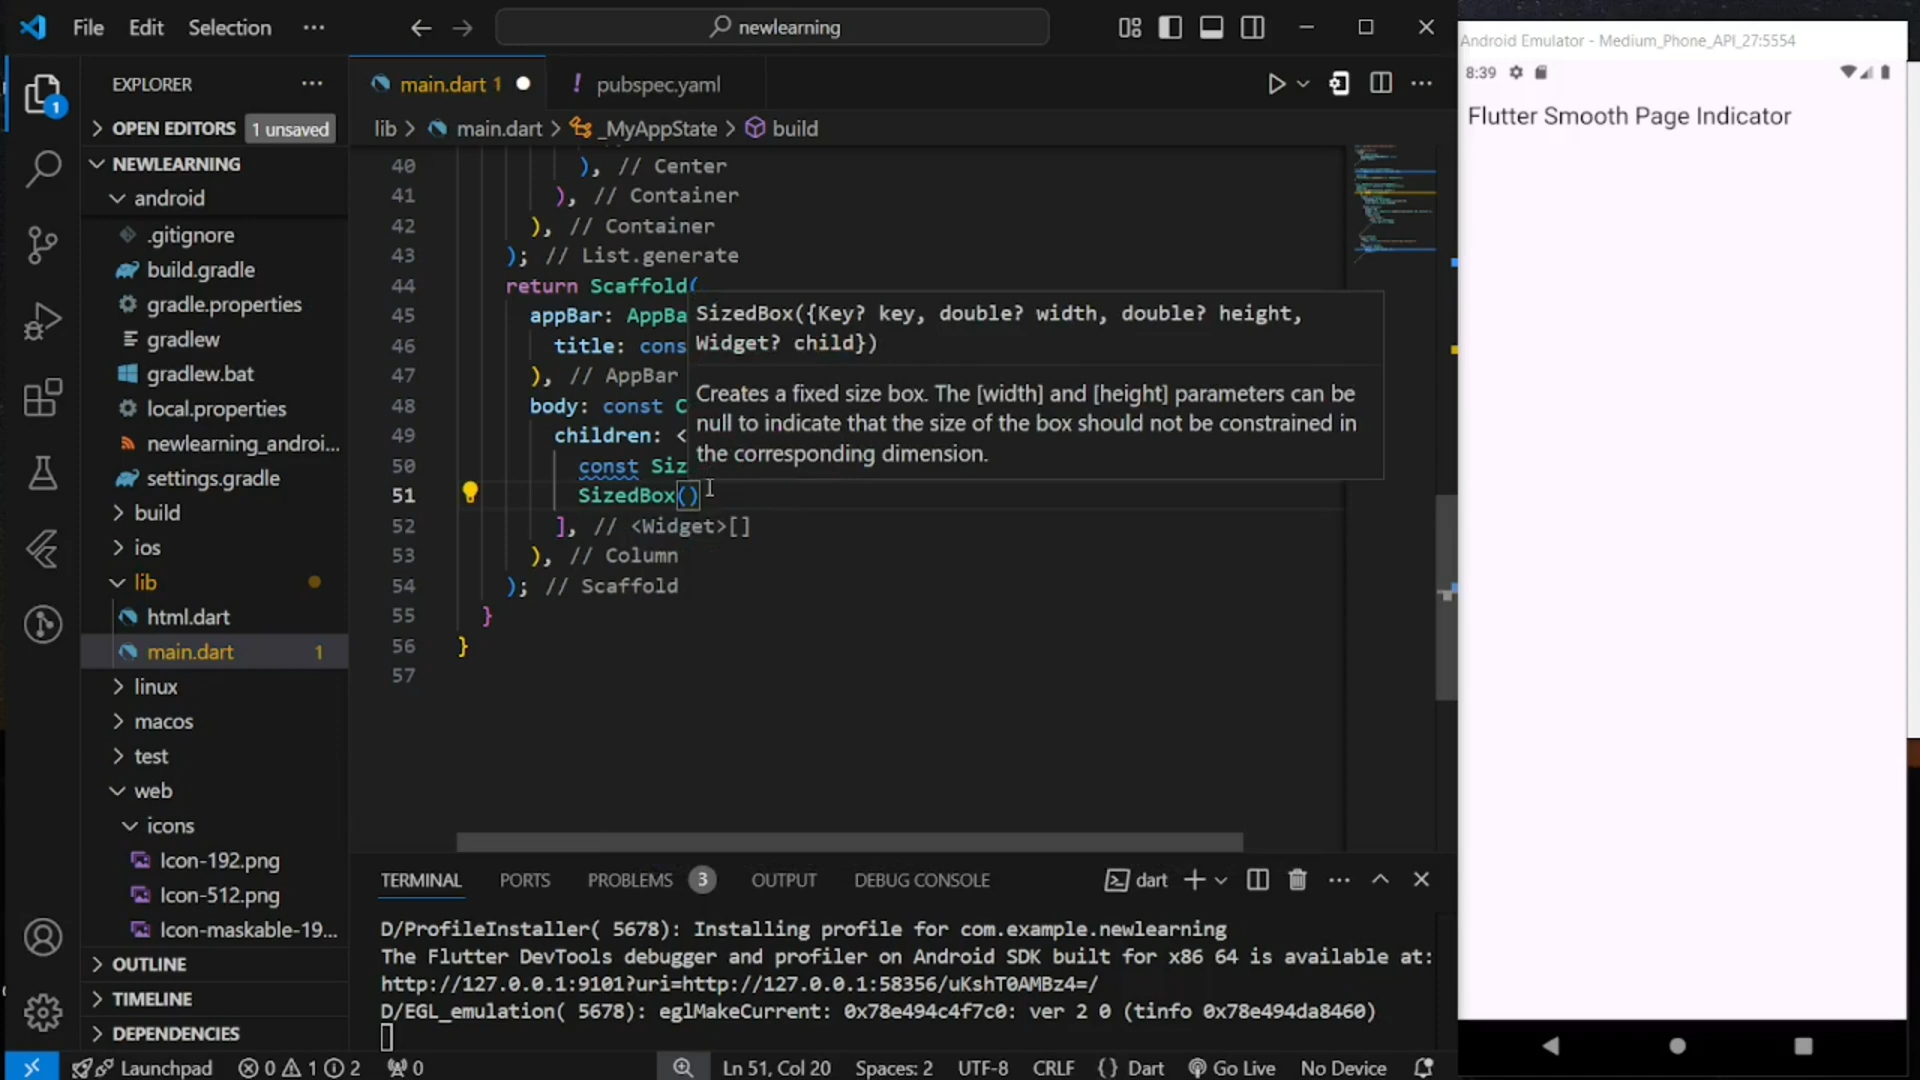 File Edit Selection ···
newlearning
EXPLORER
OPEN EDITORS 1 unsaved
NEWLEARNING
android
.gitignore
build.gradle
gradle.properties
gradlew
gradlew.bat
local.properties
newlearning_androi...
settings.gradle
build
ios
lib
html.dart
main.dart 1
linux
macos
test
web
icons
Icon-192.png
Icon-512.png
Icon-maskable-19...
OUTLINE
TIMELINE
DEPENDENCIES
1
main.dart 1
! pubspec.yaml
lib > main.dart > _MyAppState > build
40 ), // Center
41 ), // Container
42 ), // Container
43 ); // List.generate
44 return Scaffold(
45 appBar: AppBa
46 title: cons
47 ), // AppBar
48 body: const C
49 children: <
50 const Siz
51 SizedBox()
52 ], // <Widget>[]
53 ), // Column
54 ); // Scaffold
55 }
56 }
57
SizedBox({Key? key, double? width, double? height,
Widget? child})
Creates a fixed size box. The [width] and [height] parameters can be
null to indicate that the size of the box should not be constrained in
the corresponding dimension.
TERMINAL PORTS PROBLEMS 3 OUTPUT DEBUG CONSOLE
dart
D/ProfileInstaller( 5678): Installing profile for com.example.newlearning
The Flutter DevTools debugger and profiler on Android SDK built for x86 64 is available at:
http://127.0.0.1:9101?uri=http://127.0.0.1:58356/uKshT0AMBz4=/
D/EGL_emulation( 5678): eglMakeCurrent: 0x78e494c4f7c0: ver 2 0 (tinfo 0x78e494da8460)
Launchpad 0 1 2 0
Ln 51, Col 20 Spaces: 2 UTF-8 CRLF {} Dart Go Live No Device
Android Emulator - Medium_Phone_API_27:5554
8:39
Flutter Smooth Page Indicator